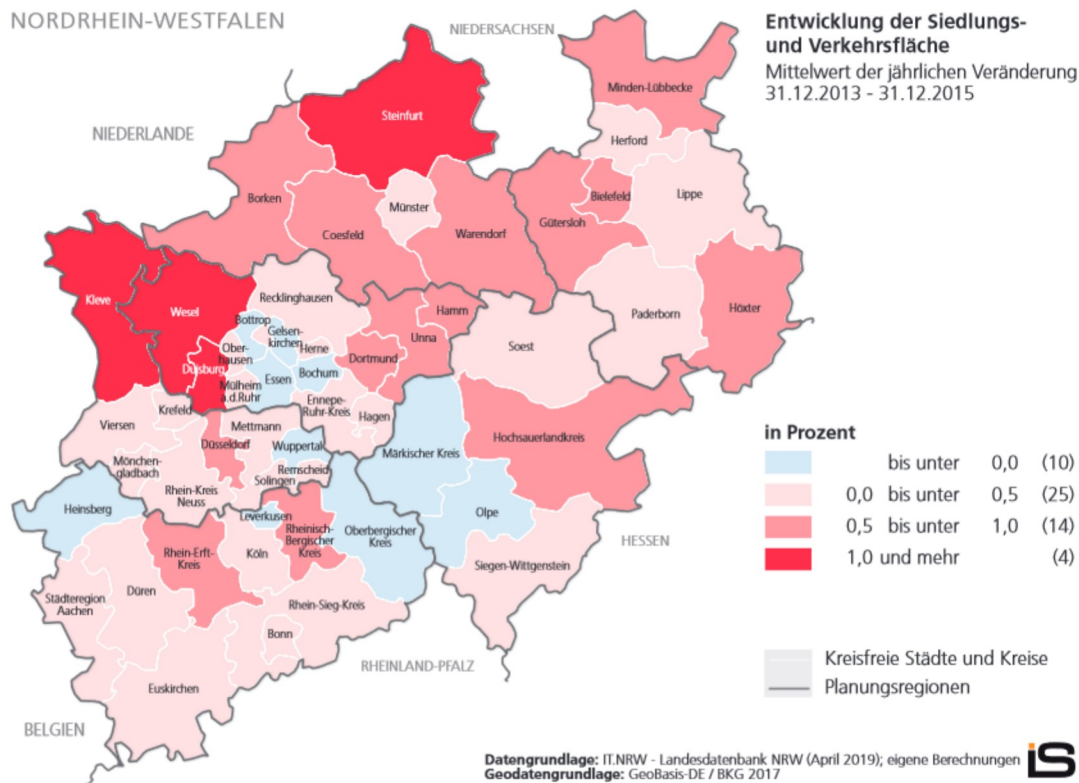 NORDRHEIN-WESTFALEN
NIEDERSACHSEN
Entwicklung der Siedlungs-
und Verkehrsfläche
Mittelwert der jährlichen Veränderung
31.12.2013 - 31.12.2015
NIEDERLANDE
Minden-Lübbecke
Steinfurt
Herford
Borken
Münster
Bielefeld
Lippe
Coesfeld
Warendorf
Gütersloh
Kleve
Wesel
Recklinghausen
Hamm
Paderborn
Höxter
Bottrop
Gelsen-
kirchen
Unna
Soest
Ober-
hausen
Herne
Dortmund
Duisburg
Essen
Bochum
Mülheim
a.d.Ruhr
Ennepe-
Ruhr-Kreis
Hagen
Krefeld
Viersen
Mettmann
Düsseldorf
Wuppertal
Märkischer Kreis
Hochsauerlandkreis
Mönchen-
gladbach
Remscheid
Solingen
Rhein-Kreis
Neuss
Heinsberg
Leverkusen
Rheinisch-
Bergischer
Kreis
Oberbergischer
Kreis
Olpe
Rhein-Erft-
Kreis
Köln
HESSEN
Siegen-Wittgenstein
Städteregion
Aachen
Düren
Rhein-Sieg-Kreis
Bonn
RHEINLAND-PFALZ
Euskirchen
BELGIEN
in Prozent
bis unter 0,0 (10)
0,0 bis unter 0,5 (25)
0,5 bis unter 1,0 (14)
1,0 und mehr (4)
Kreisfreie Städte und Kreise
Planungsregionen
Datengrundlage: IT.NRW - Landesdatenbank NRW (April 2019); eigene Berechnungen
Geodatengrundlage: GeoBasis-DE / BKG 2017
iS